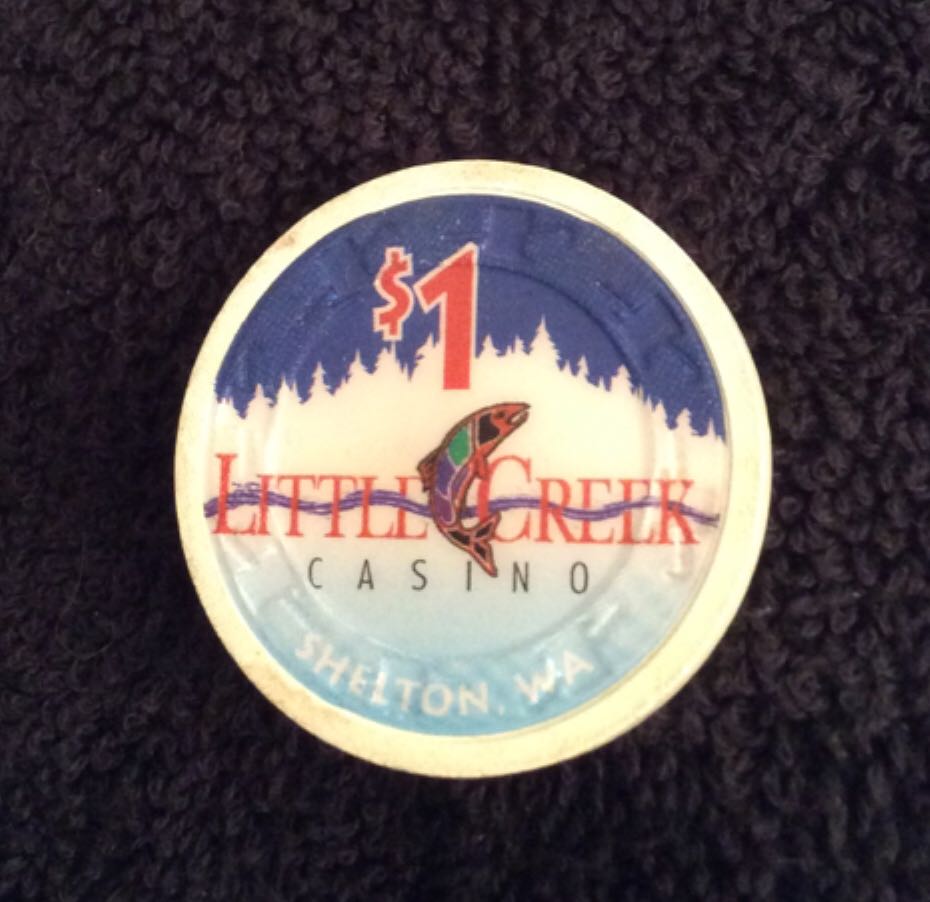 $1
LITTLE CREEK
CASINO
SHELTON, WA